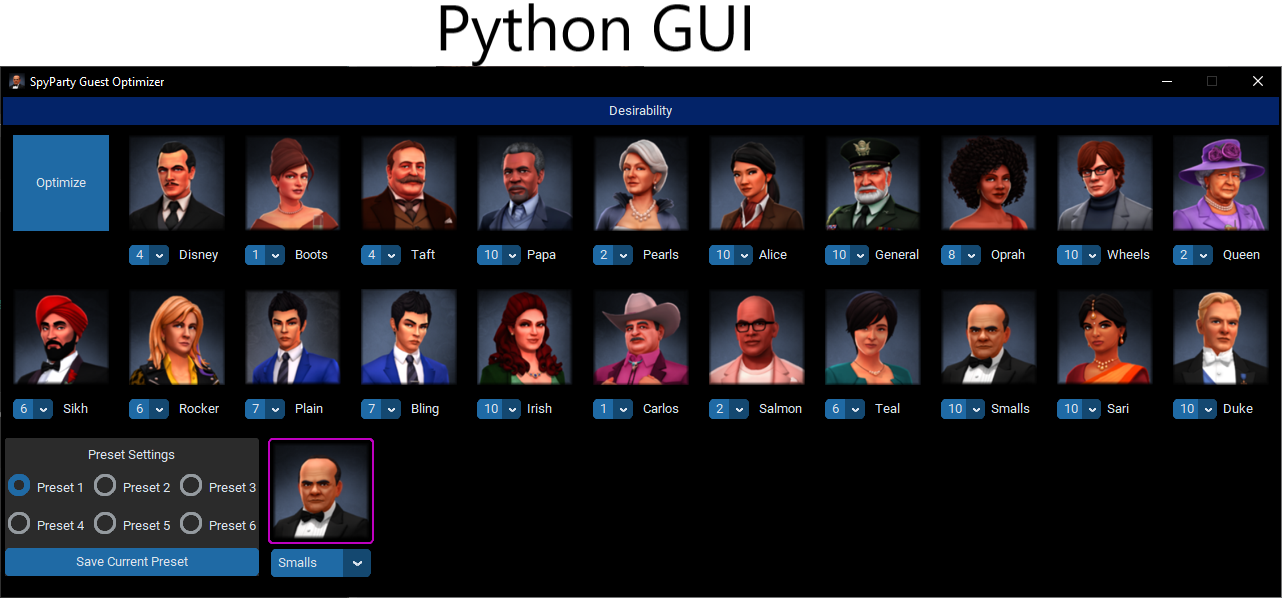 Python GUI
SpyParty Guest Optimizer
Desirability
Optimize
4 Disney 1 Boots 4 Taft 10 Papa 2 Pearls 10 Alice 10 General 8 Oprah 10 Wheels 2 Queen
6 Sikh 6 Rocker 7 Plain 7 Bling 10 Irish 1 Carlos 2 Salmon 6 Teal 10 Smalls 10 Sari 10 Duke
Preset Settings
Preset 1 Preset 2 Preset 3
Preset 4 Preset 5 Preset 6
Save Current Preset
Smalls